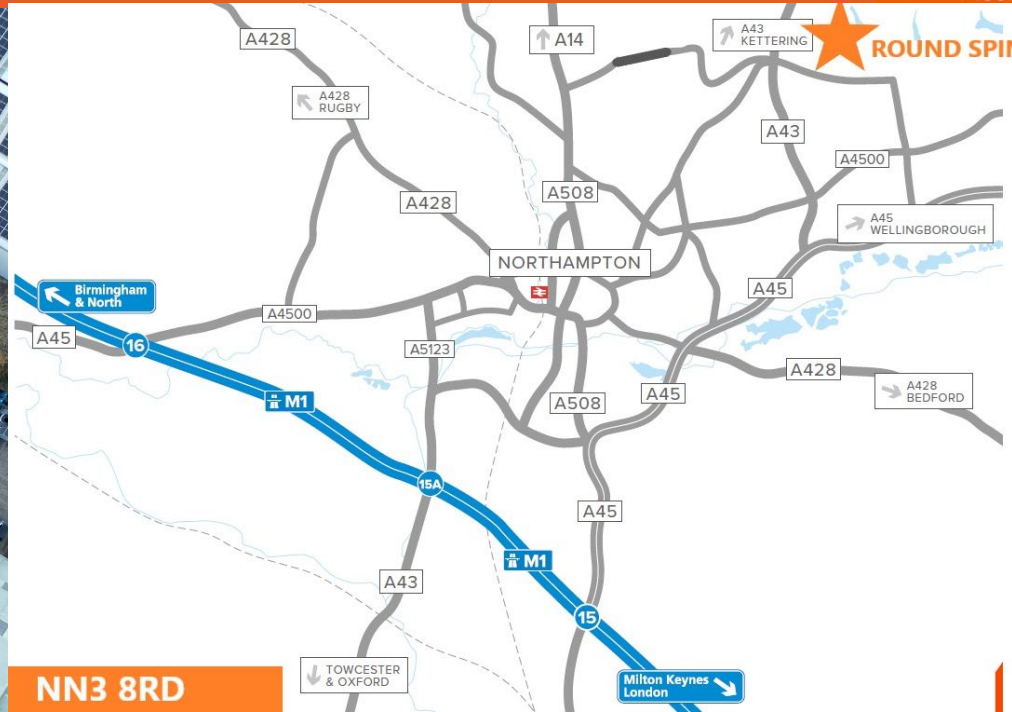 A428
A14
A43
KETTERING
ROUND SPIN
A428
RUGBY
A43
A4500
A428
A508
A45
WELLINGBOROUGH
NORTHAMPTON
Birmingham
& North
A45
A4500
A45
16
A5123
A428
M1
A508
A45
A428
BEDFORD
15A
A45
M1
A43
15
TOWCESTER
& OXFORD
Milton Keynes
London
NN3 8RD